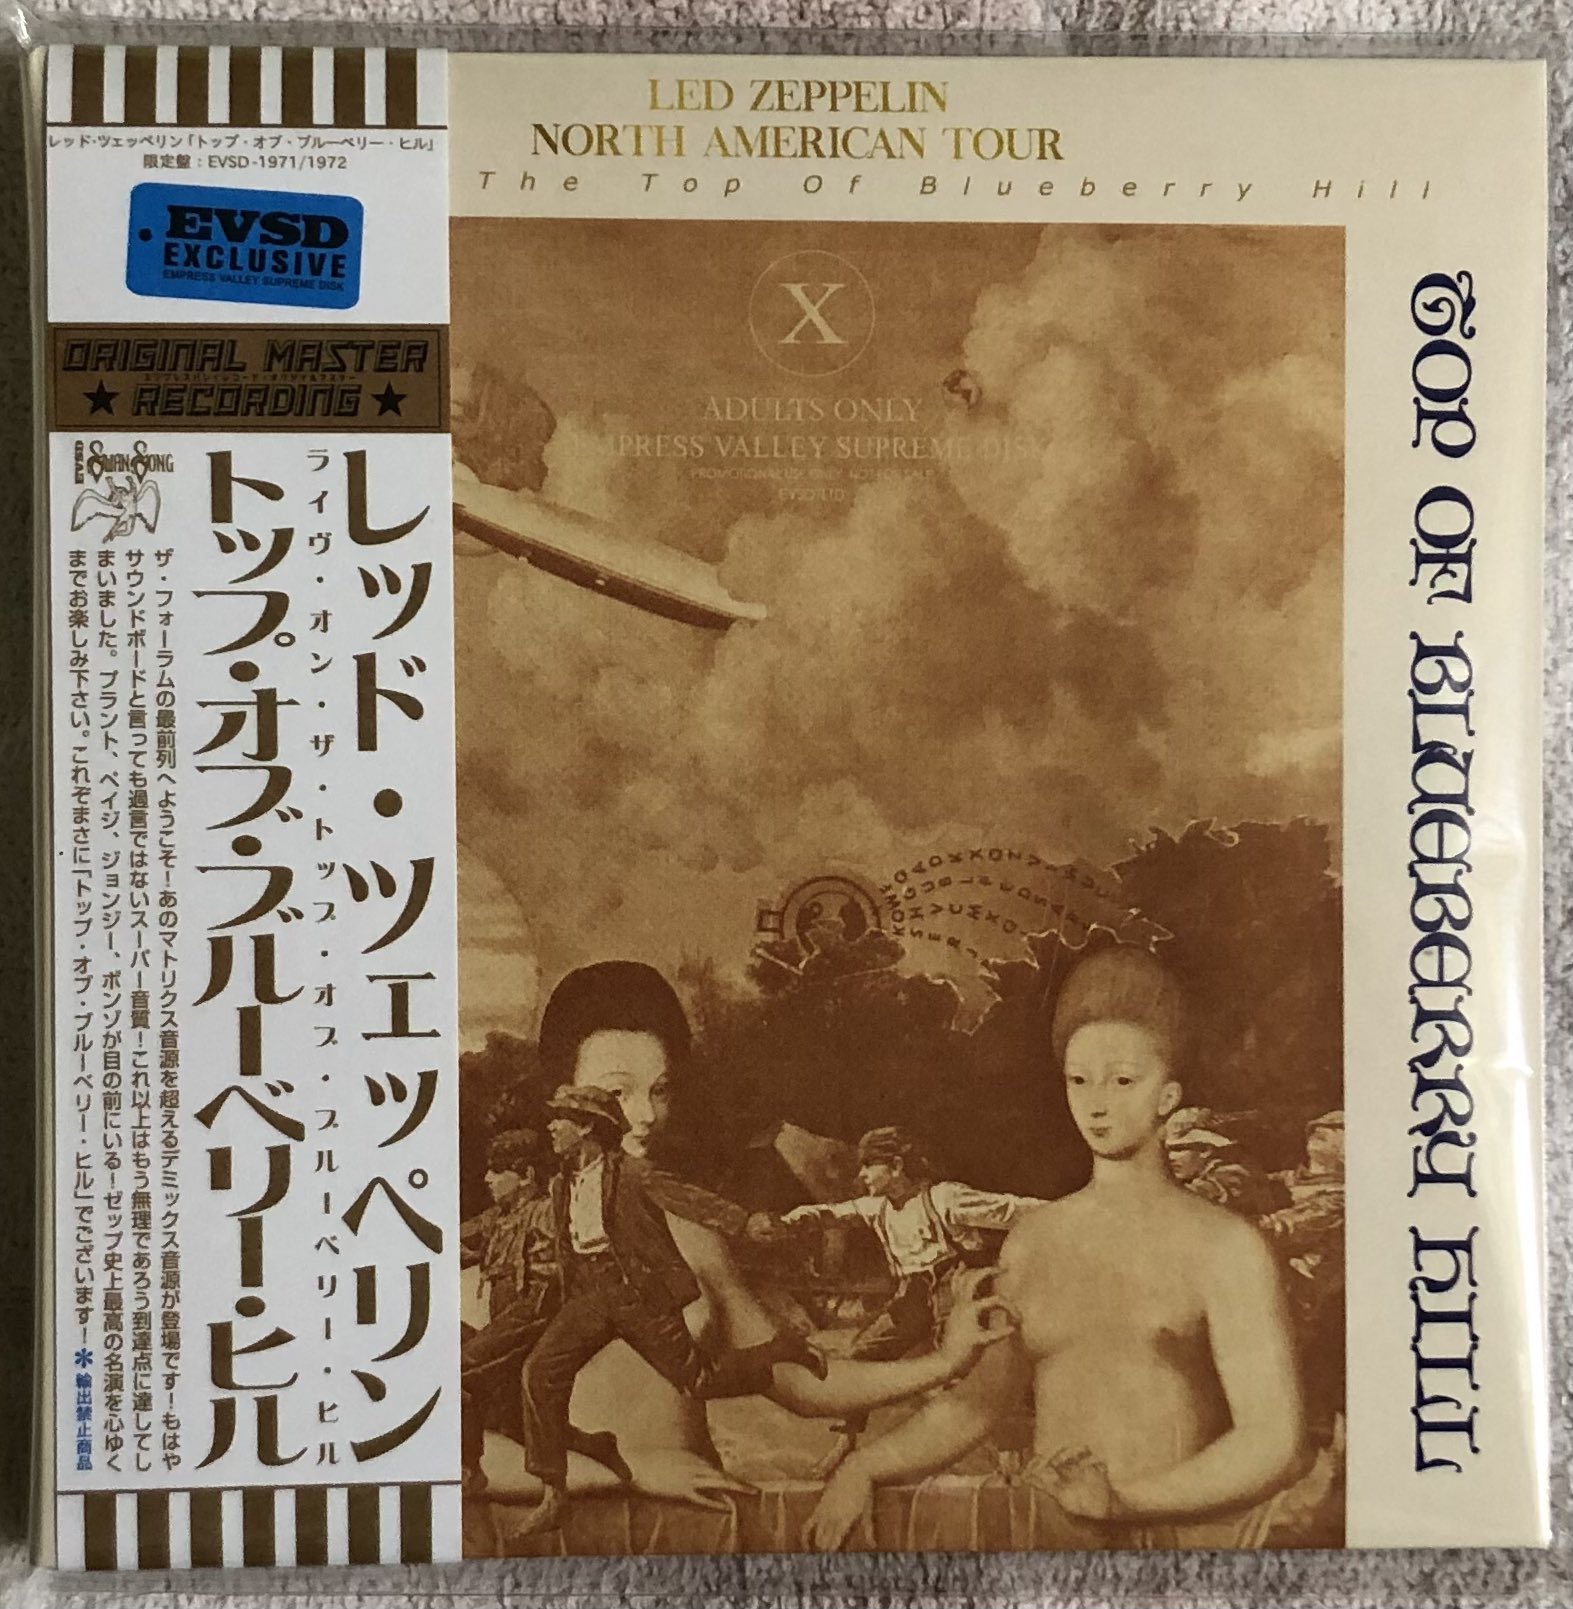 レッド・ツェッペリン「トップ・オブ・ブルーベリー・ヒル」
限定盤：EVSD-1971/1972
EVSD
EXCLUSIVE
EMPRESS VALLEY SUPREME DISK
ORIGINAL MASTER
RECORDING
SWAN SONG
レッド・ツェッペリン
ライヴ・オン・ザ・トップ・オブ・ブルーベリー・ヒル
トップ・オブ・ブルーベリー・ヒル
ザ・フォーラムの最前列へようこそ！あのマトリクス音源を超えるデミックス音源が登場です！もはや
サウンドボードと言っても過言ではないスーパー音質！これ以上はもう無理であろう到達点に達してし
まいました。プラント、ペイジ、ジョンジー、ボンゾが目の前にいる！ゼップ史上最高の名演を心ゆく
までお楽しみ下さい。これぞまさに「トップ・オブ・ブルーベリー・ヒル」でございます！
＊輸出禁止商品
LED ZEPPELIN
NORTH AMERICAN TOUR
The Top Of Blueberry Hill
X
ADULTS ONLY
MPRESS VALLEY SUPREME DIS
EVSD LTD
TOP OF BLUEBERRY HILL